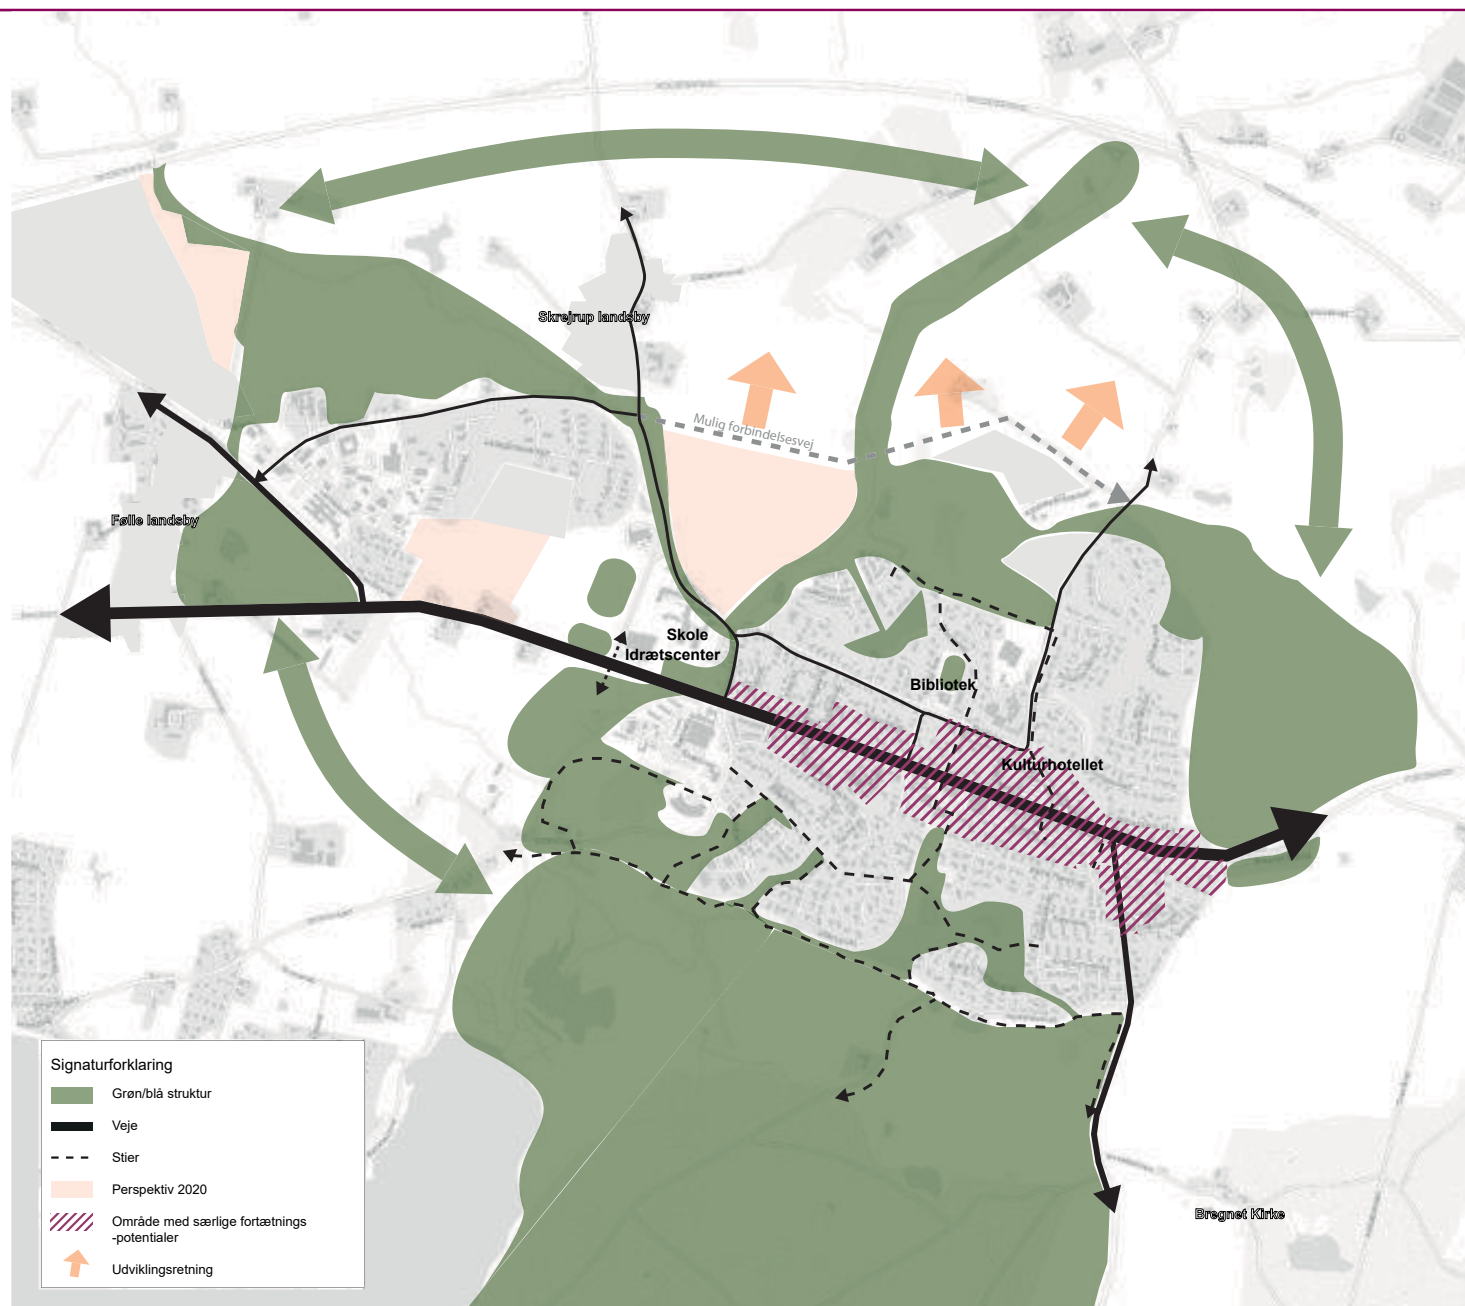 Skrejrup landsby
Mulig forbindelsesvej
Følle landsby
Skole
Idrætscenter
Bibliotek
Kulturhotellet
Bregnet Kirke
Signaturforklaring
Grøn/blå struktur
Veje
Stier
Perspektiv 2020
Område med særlige fortætnings
-potentialer
Udviklingsretning